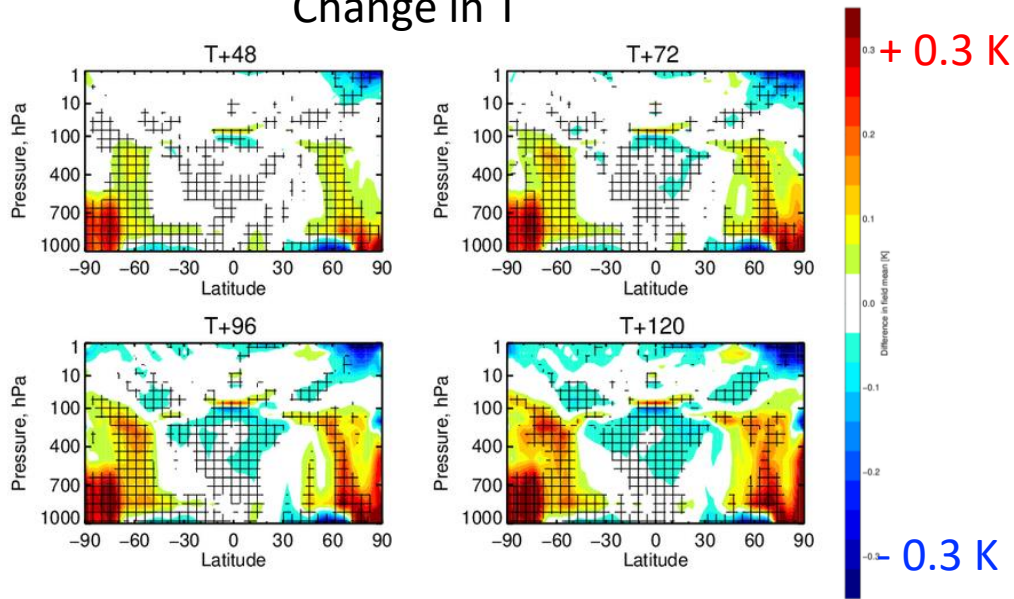 Change in T
T+48
Pressure, hPa
1
10
100
400
700
1000
−90 −60 −30 0 30 60 90
Latitude
T+72
Pressure, hPa
1
10
100
400
700
1000
−90 −60 −30 0 30 60 90
Latitude
T+96
Pressure, hPa
1
10
100
400
700
1000
−90 −60 −30 0 30 60 90
Latitude
T+120
Pressure, hPa
1
10
100
400
700
1000
−90 −60 −30 0 30 60 90
Latitude
0.3
0.2
0.1
0.0
−0.1
−0.2
−0.3
Difference in field mean [K]
+ 0.3 K
- 0.3 K